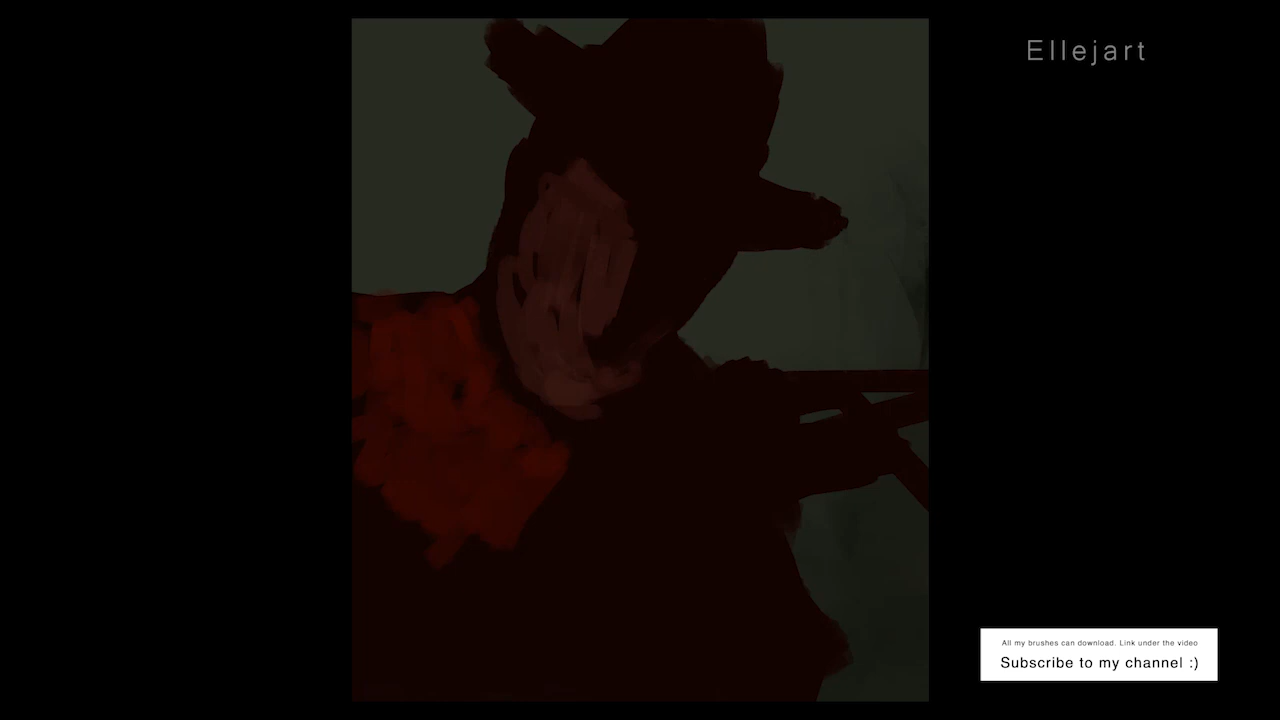 Ellejart
All my brushes can download. Link under the video
Subscribe to my channel :)